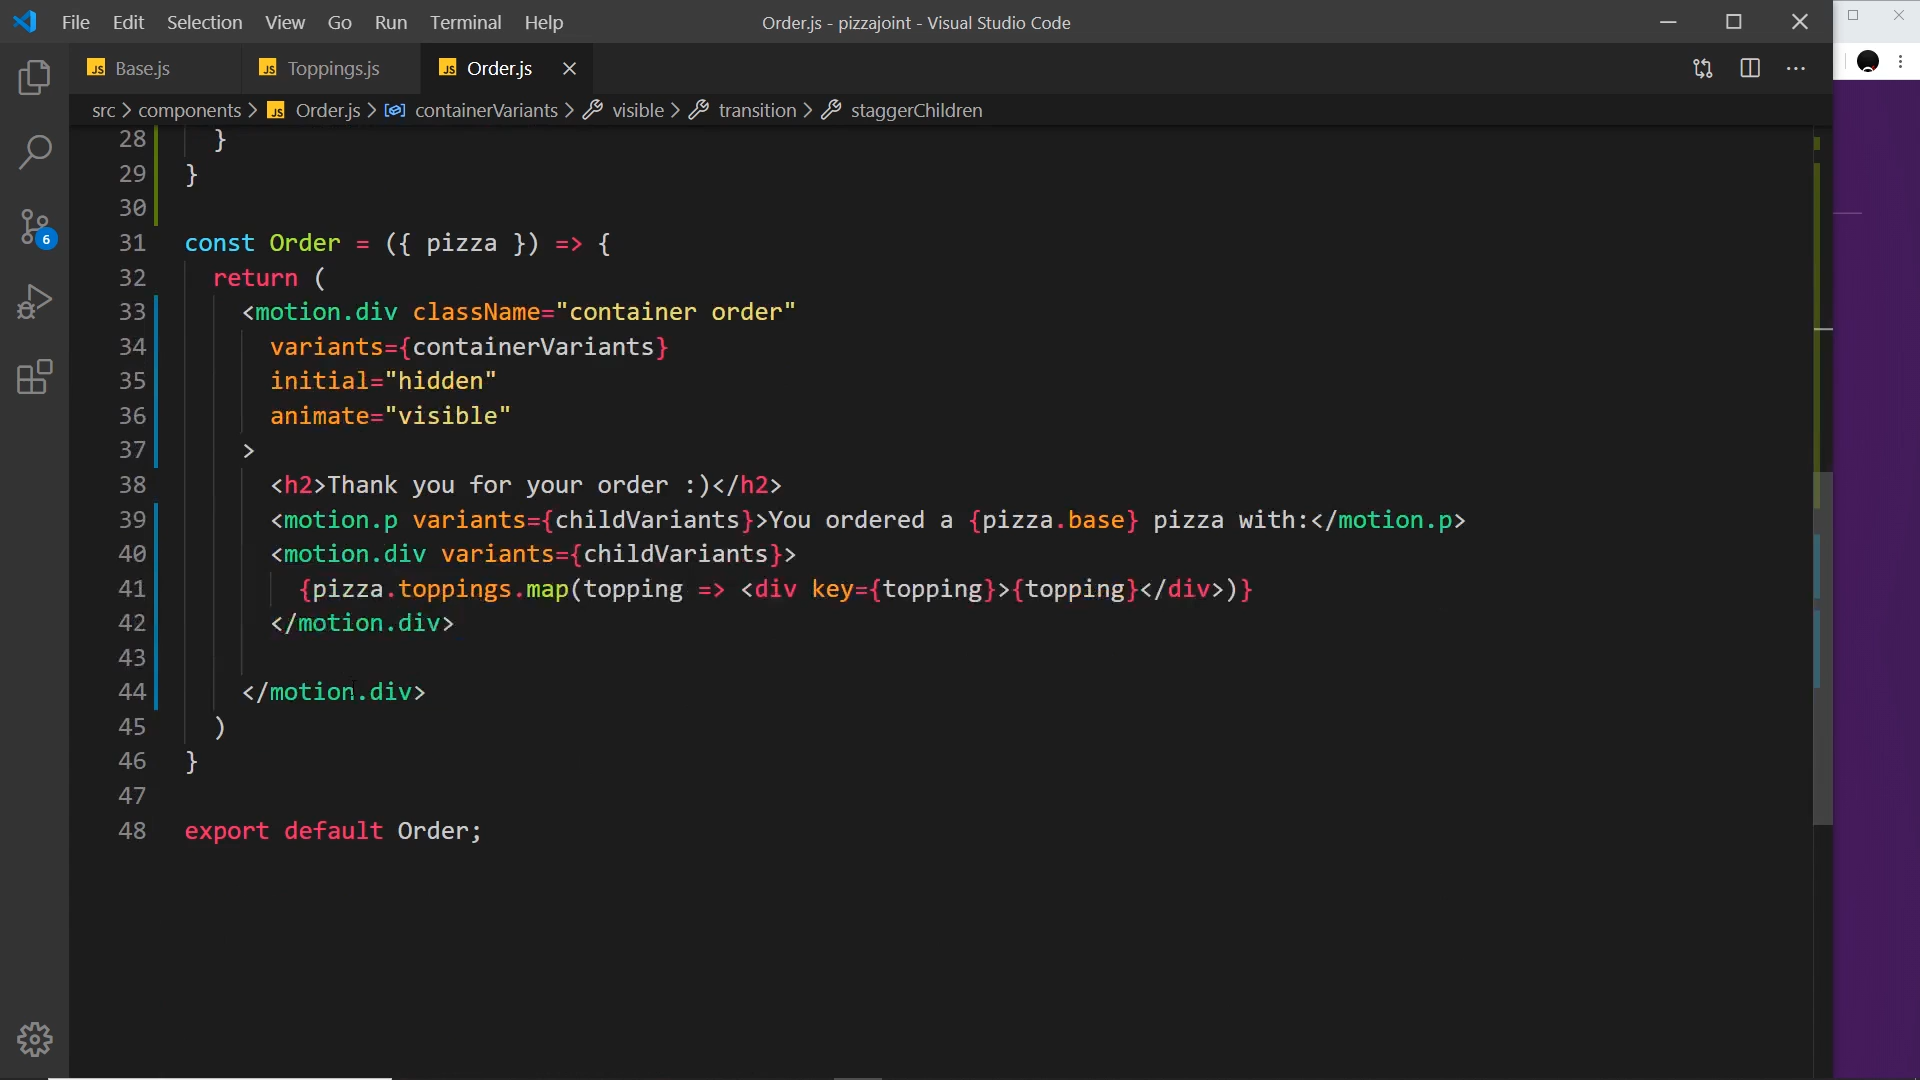 File Edit Selection View Go Run Terminal Help Order.js - pizzajoint - Visual Studio Code
JS Base.js JS Toppings.js JS Order.js
src > components > JS Order.js > containerVariants > visible > transition > staggerChildren
6
28 }
29 }
30
31 const Order = ({ pizza }) => {
32 return (
33 <motion.div className="container order"
34 variants={containerVariants}
35 initial="hidden"
36 animate="visible"
37 >
38 <h2>Thank you for your order :)</h2>
39 <motion.p variants={childVariants}>You ordered a {pizza.base} pizza with:</motion.p>
40 <motion.div variants={childVariants}>
41 {pizza.toppings.map(topping => <div key={topping}>{topping}</div>)}
42 </motion.div>
43
44 </motion.div>
45 )
46 }
47
48 export default Order;